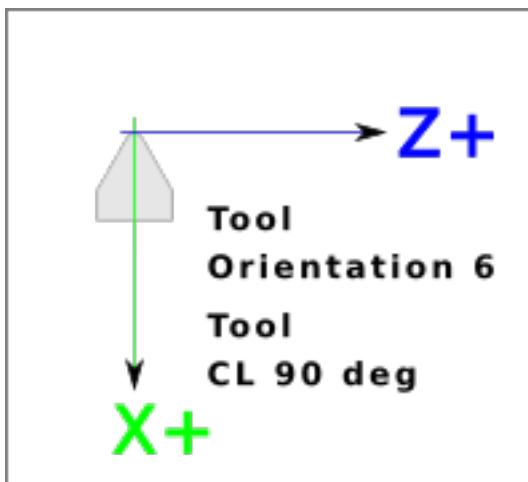 Z+
Tool
Orientation 6
Tool
CL 90 deg
X+